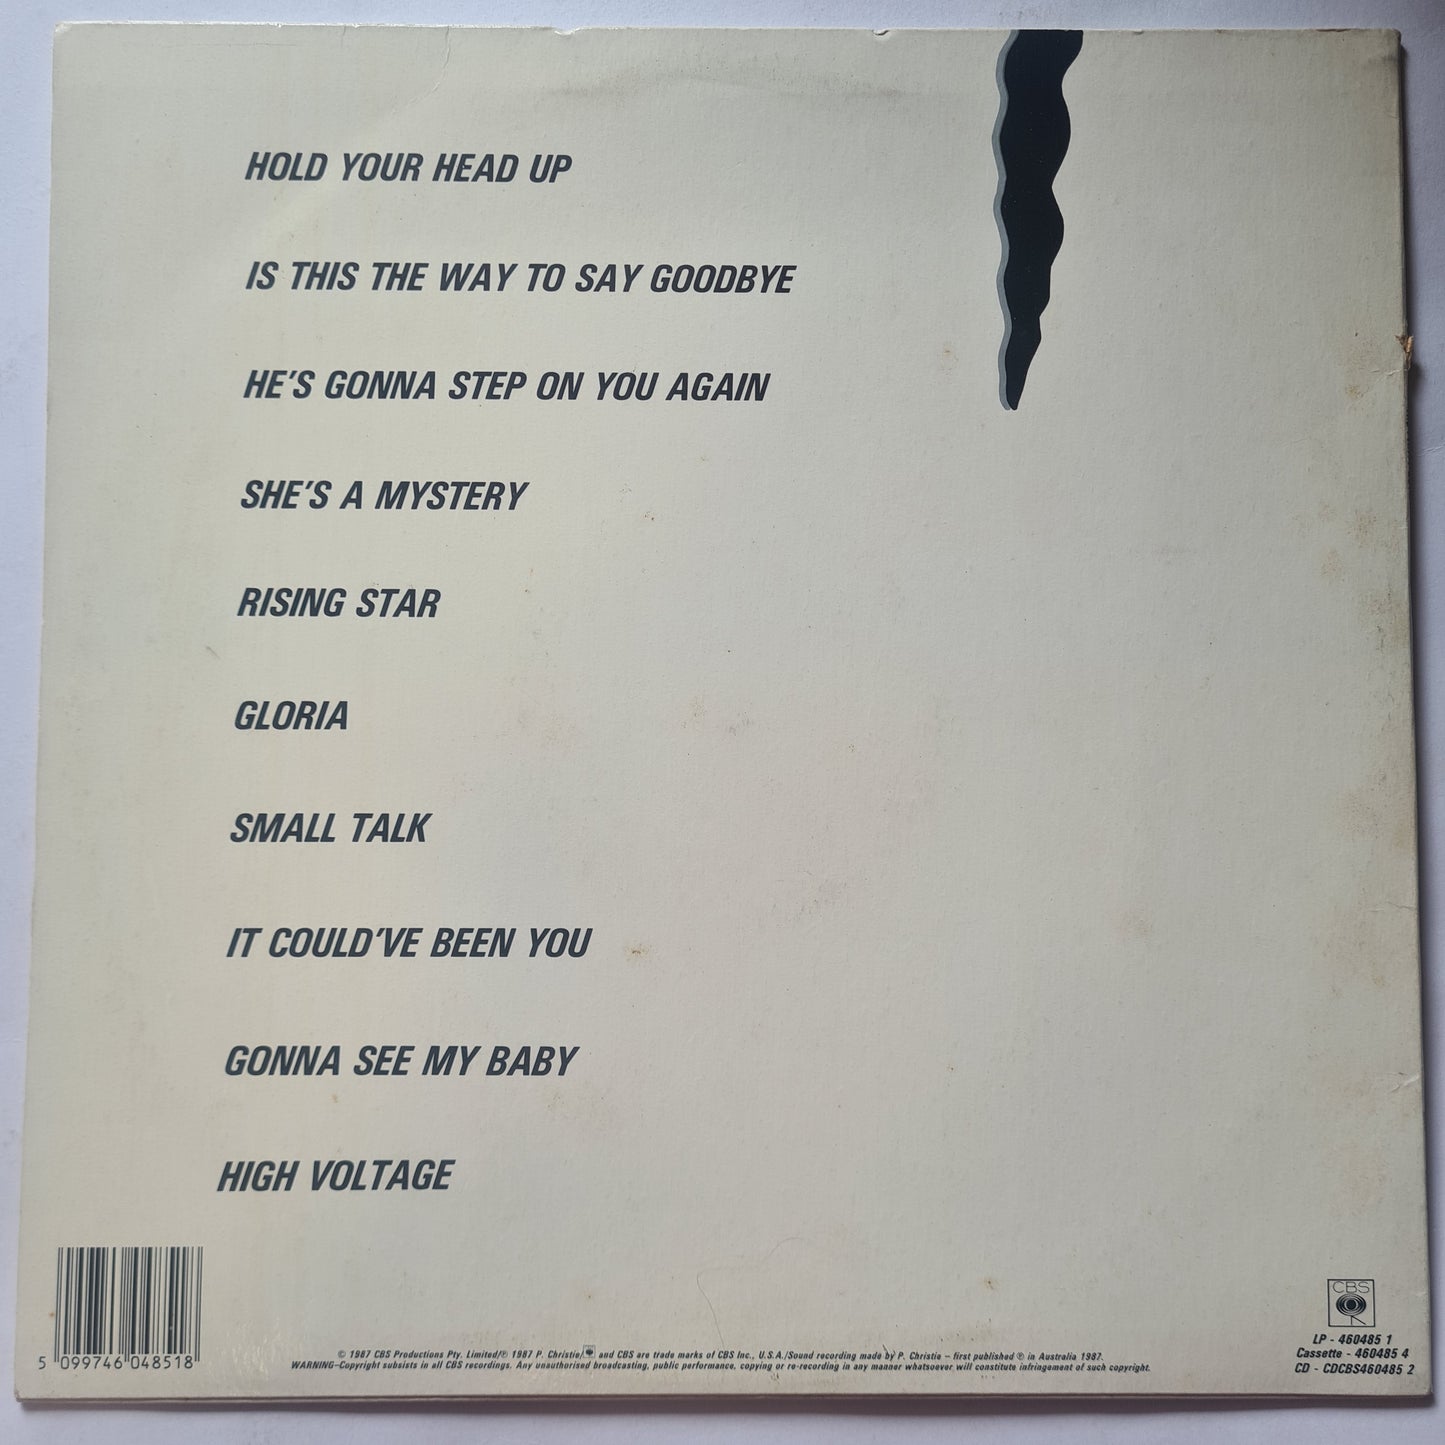 HOLD YOUR HEAD UP
IS THIS THE WAY TO SAY GOODBYE
HE'S GONNA STEP ON YOU AGAIN
SHE'S A MYSTERY
RISING STAR
GLORIA
SMALL TALK
IT COULD'VE BEEN YOU
GONNA SEE MY BABY
HIGH VOLTAGE
5 099746 048518
© 1987 CBS Productions Pty. Limited/℗ 1987 P. Christie/ and CBS are trade marks of CBS Inc., U.S.A./Sound recording made by P. Christie – first published ℗ in Australia 1987.
WARNING–Copyright subsists in all CBS recordings. Any unauthorised broadcasting, public performance, copying or re-recording in any manner whatsoever will constitute infringement of such copyright.
CBS
LP - 460485 1
Cassette - 460485 4
CD - CDCBS460485 2